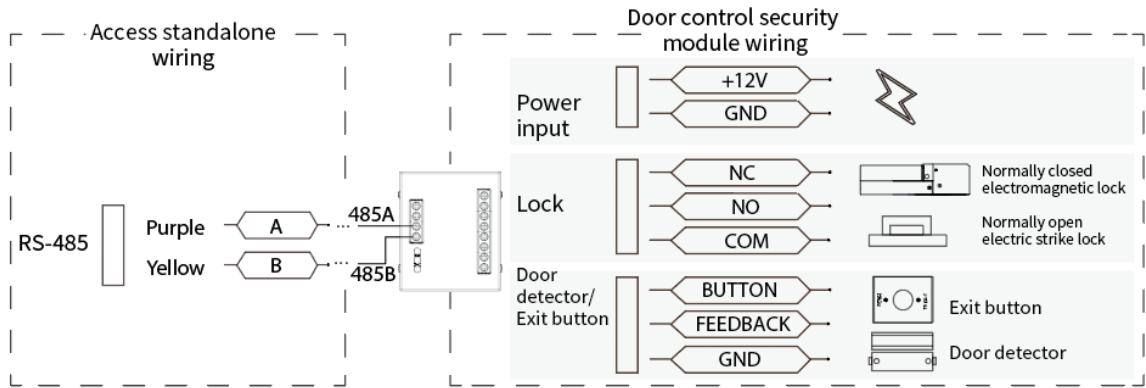 Access standalone
wiring
RS-485
Purple
A
485A
Yellow
B
485B
Door control security
module wiring
Power
input
+12V
GND
Lock
NC
NO
COM
Normally closed
electromagnetic lock
Normally open
electric strike lock
Door
detector/
Exit button
BUTTON
FEEDBACK
GND
Exit button
Door detector